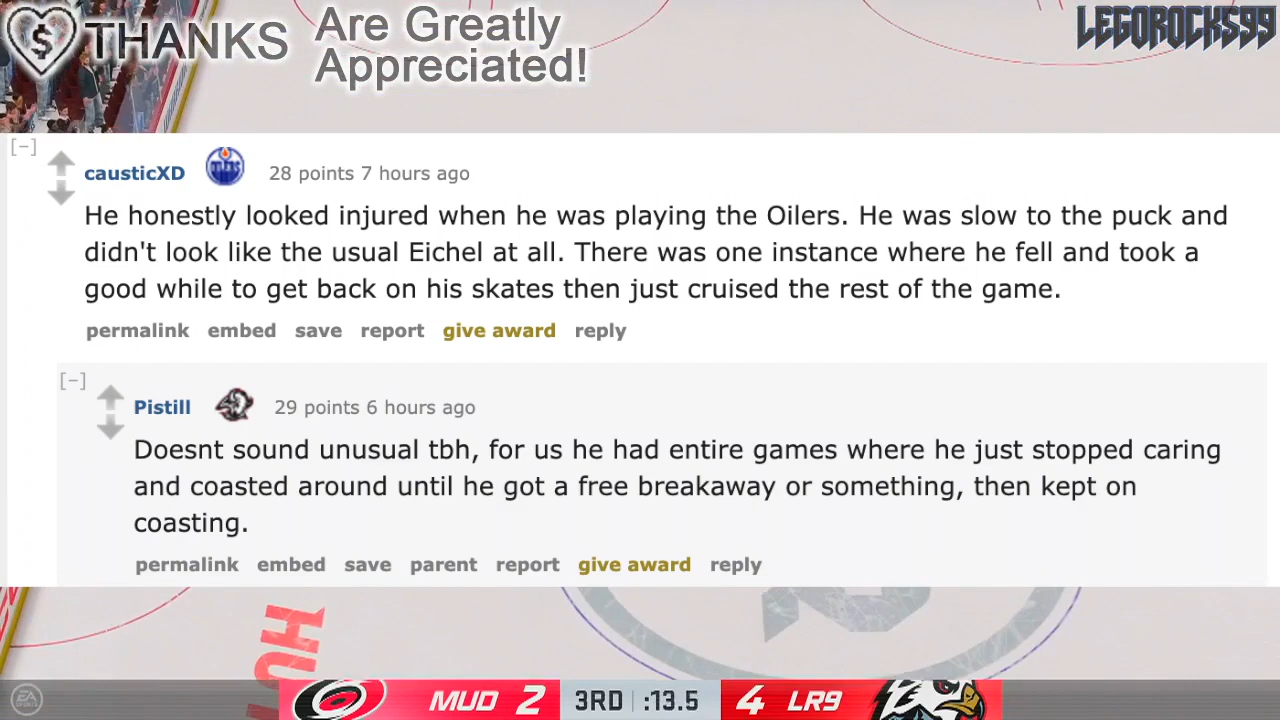 THANKS Are Greatly
Appreciated!
LEGOROCKS99
[-]
causticXD OILERS 28 points 7 hours ago
He honestly looked injured when he was playing the Oilers. He was slow to the puck and
didn't look like the usual Eichel at all. There was one instance where he fell and took a
good while to get back on his skates then just cruised the rest of the game.
permalink embed save report give award reply
[-]
Pistill 29 points 6 hours ago
Doesnt sound unusual tbh, for us he had entire games where he just stopped caring
and coasted around until he got a free breakaway or something, then kept on
coasting.
permalink embed save parent report give award reply
HU
EA
SPORTS
MUD 2 3RD :13.5 4 LR9